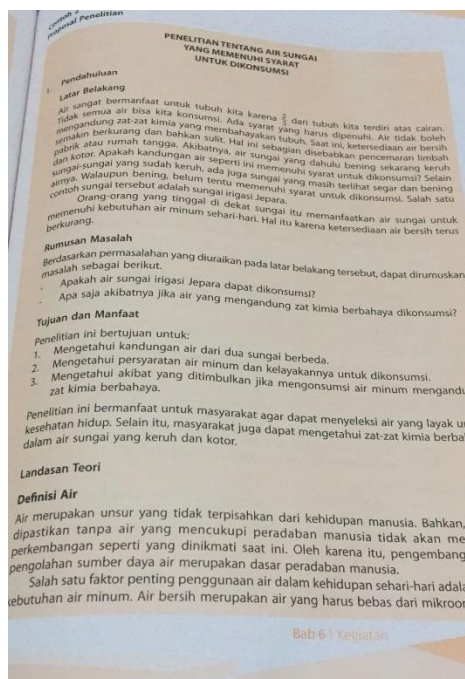 Contoh 2
Proposal Penelitian
PENELITIAN TENTANG AIR SUNGAI
YANG MEMENUHI SYARAT
UNTUK DIKONSUMSI
1. Pendahuluan
Latar Belakang
Air sangat bermanfaat untuk tubuh kita karena 2/3 dari tubuh kita terdiri atas cairan.
Tidak semua air bisa kita konsumsi. Ada syarat yang harus dipenuhi. Air tidak boleh
mengandung zat-zat kimia yang membahayakan tubuh. Saat ini, ketersediaan air bersih
semakin berkurang dan bahkan sulit. Hal ini sebagian disebabkan pencemaran limbah
pabrik atau rumah tangga. Akibatnya, air sungai yang dahulu bening sekarang keruh
dan kotor. Apakah kandungan air seperti ini memenuhi syarat untuk dikonsumsi? Selain
sungai-sungai yang sudah keruh, ada juga sungai yang masih terlihat segar dan bening
airnya. Walaupun bening, belum tentu memenuhi syarat untuk dikonsumsi. Salah satu
contoh sungai tersebut adalah sungai irigasi Jepara.
Orang-orang yang tinggal di dekat sungai itu memanfaatkan air sungai untuk
memenuhi kebutuhan air minum sehari-hari. Hal itu karena ketersediaan air bersih terus
berkurang.
Rumusan Masalah
Berdasarkan permasalahan yang diuraikan pada latar belakang tersebut, dapat dirumuskan
masalah sebagai berikut.
- Apakah air sungai irigasi Jepara dapat dikonsumsi?
- Apa saja akibatnya jika air yang mengandung zat kimia berbahaya dikonsumsi?
Tujuan dan Manfaat
Penelitian ini bertujuan untuk:
1. Mengetahui kandungan air dari dua sungai berbeda.
2. Mengetahui persyaratan air minum dan kelayakannya untuk dikonsumsi.
3. Mengetahui akibat yang ditimbulkan jika mengonsumsi air minum mengandu
zat kimia berbahaya.
Penelitian ini bermanfaat untuk masyarakat agar dapat menyeleksi air yang layak u
kesehatan hidup. Selain itu, masyarakat juga dapat mengetahui zat-zat kimia berba
dalam air sungai yang keruh dan kotor.
Landasan Teori
Definisi Air
Air merupakan unsur yang tidak terpisahkan dari kehidupan manusia. Bahkan,
dipastikan tanpa air yang mencukupi peradaban manusia tidak akan me
perkembangan seperti yang dinikmati saat ini. Oleh karena itu, pengembang
pengolahan sumber daya air merupakan dasar peradaban manusia.
Salah satu faktor penting penggunaan air dalam kehidupan sehari-hari adala
kebutuhan air minum. Air bersih merupakan air yang harus bebas dari mikroor
Bab 6 | Kegiatan